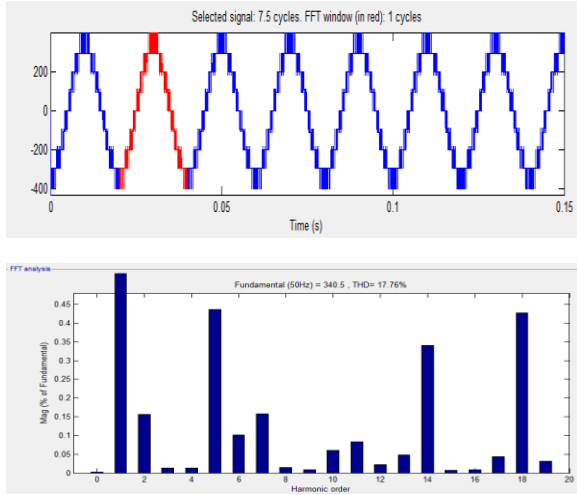 Selected signal: 7.5 cycles. FFT window (in red): 1 cycles
200
0
-200
-400
0
0.05
0.1
0.15
Time (s)
FFT analysis
Fundamental (50Hz) = 340.5 , THD= 17.76%
0.45
0.4
0.35
0.3
0.25
0.2
0.15
0.1
0.05
0
Mag (% of Fundamental)
0 2 4 6 8 10 12 14 16 18 20
Harmonic order